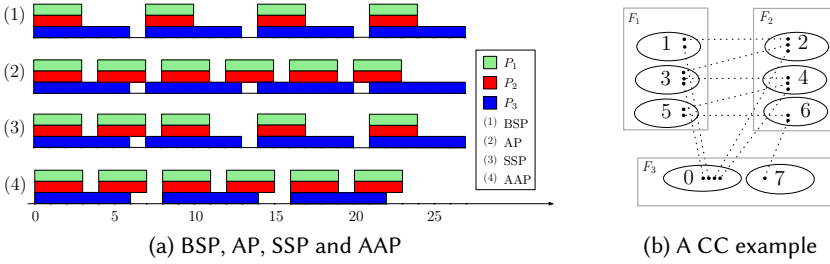 (1)
(2)
(3)
(4)
0 5 10 15 20 25
P₁
P₂
P₃
(1) BSP
(2) AP
(3) SSP
(4) AAP
(a) BSP, AP, SSP and AAP
F₁ F₂
1 2
3 4
5 6
F₃
0 7
(b) A CC example